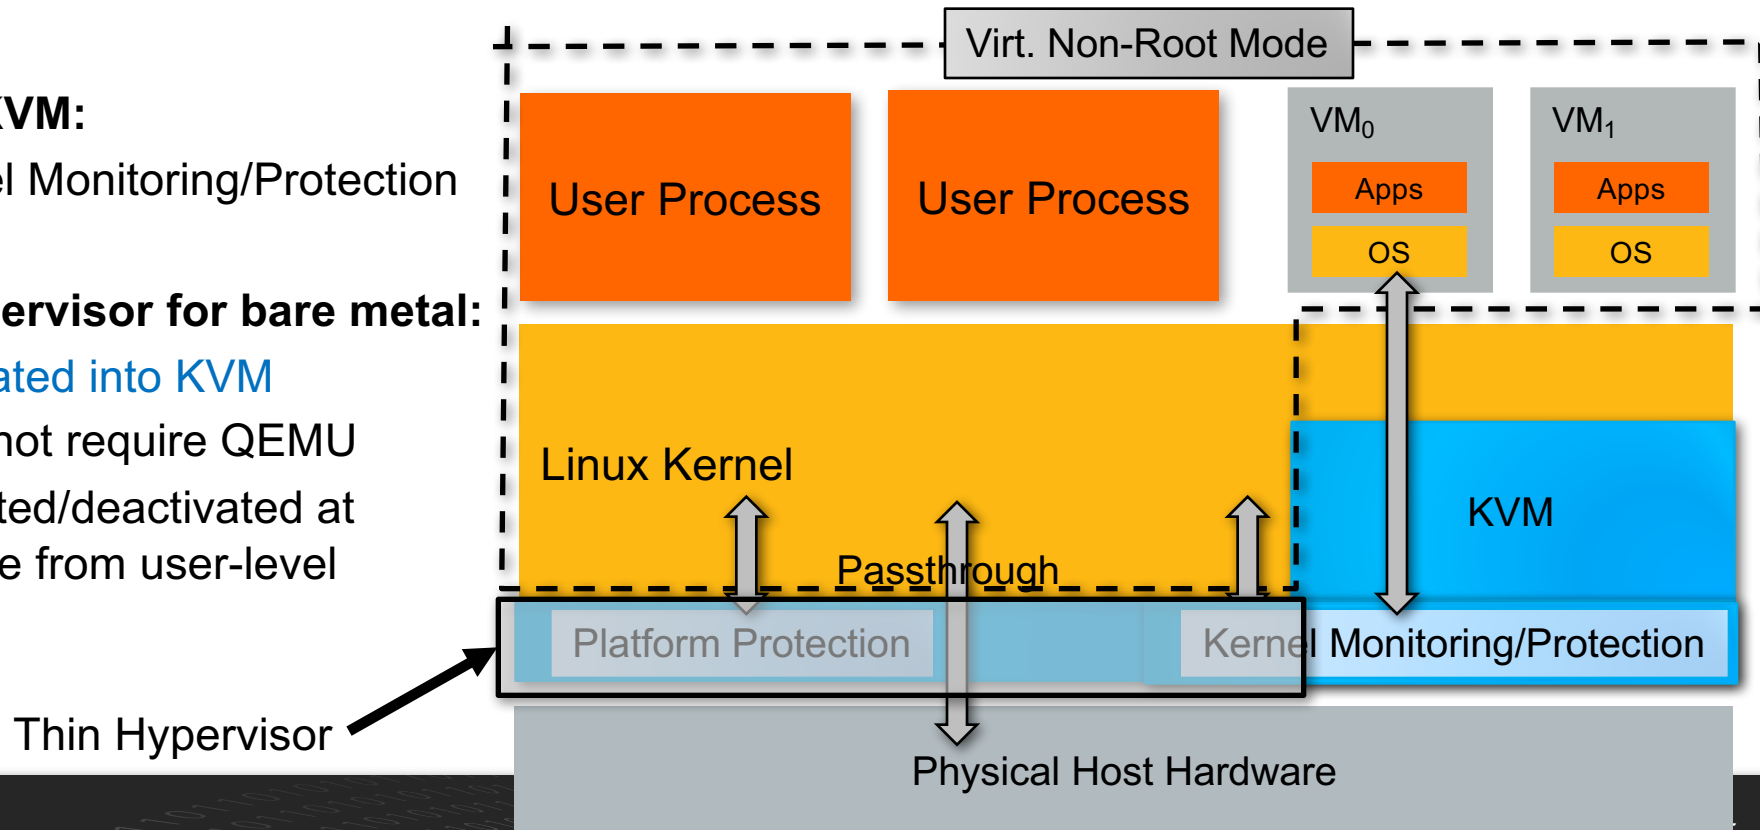 Virt. Non-Root Mode
KVM:
el Monitoring/Protection
ervisor for bare metal:
ated into KVM
not require QEMU
ted/deactivated at
e from user-level
Thin Hypervisor
User Process
User Process
VM₀
Apps
OS
VM₁
Apps
OS
Linux Kernel
Passthrough
KVM
Platform Protection
Kernel Monitoring/Protection
Physical Host Hardware